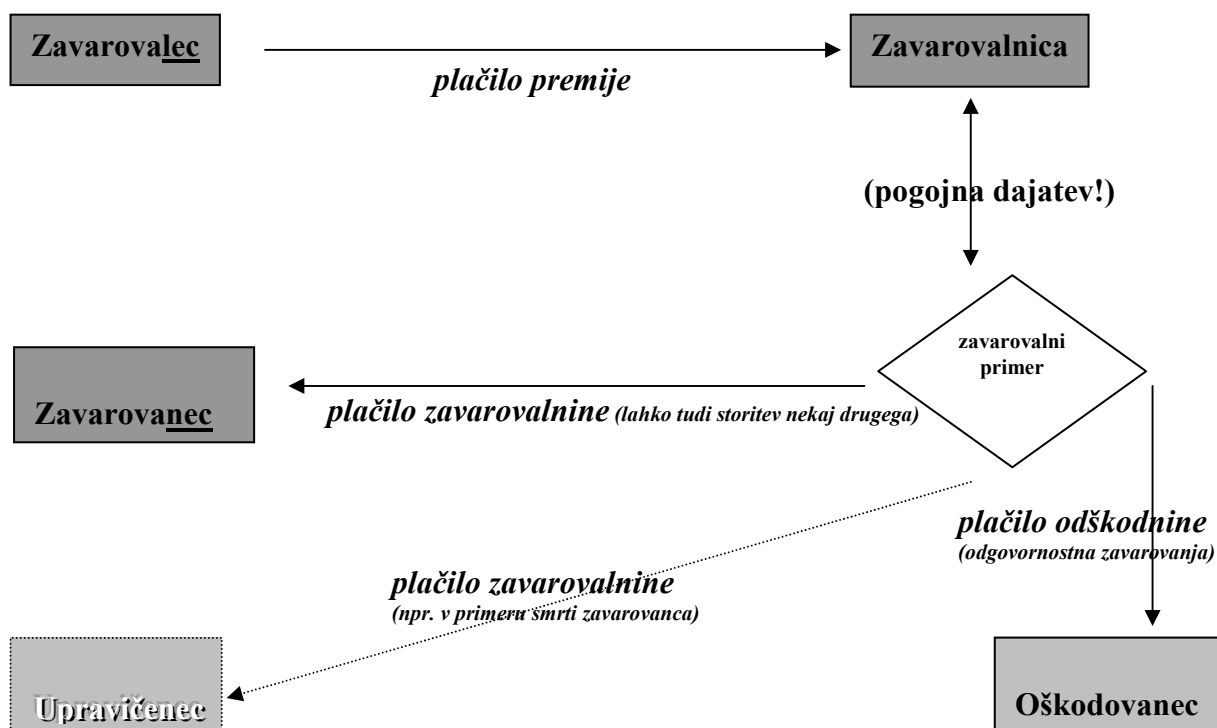 Zavarovalec
Zavarovalnica
plačilo premije
(pogojna dajatev!)
zavarovalni
primer
Zavarovanec
plačilo zavarovalnine (lahko tudi storitev nekaj drugega)
plačilo odškodnine
(odgovornostna zavarovanja)
plačilo zavarovalnine
(npr. v primeru smrti zavarovanca)
Upravičenec
Oškodovanec